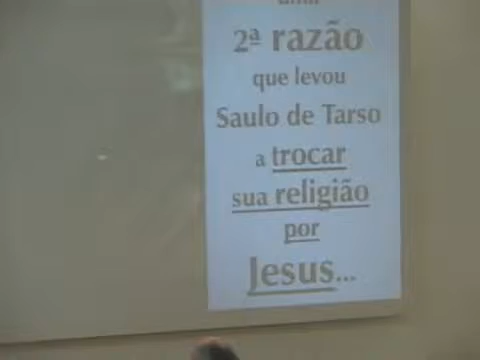 2ª razão
que levou
Saulo de Tarso
a trocar
sua religião
por
Jesus...